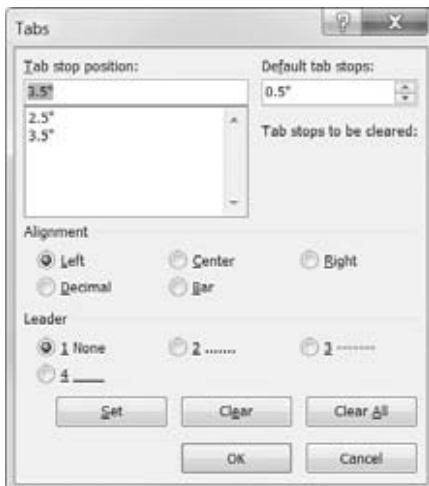 Tabs
Tab stop position: Default tab stops:
3.5" 0.5"
2.5"
3.5"
Tab stops to be cleared:
Alignment
Left Center Right
Decimal Bar
Leader
1 None 2 ....... 3 -------
4 ____
Set Clear Clear All
OK Cancel